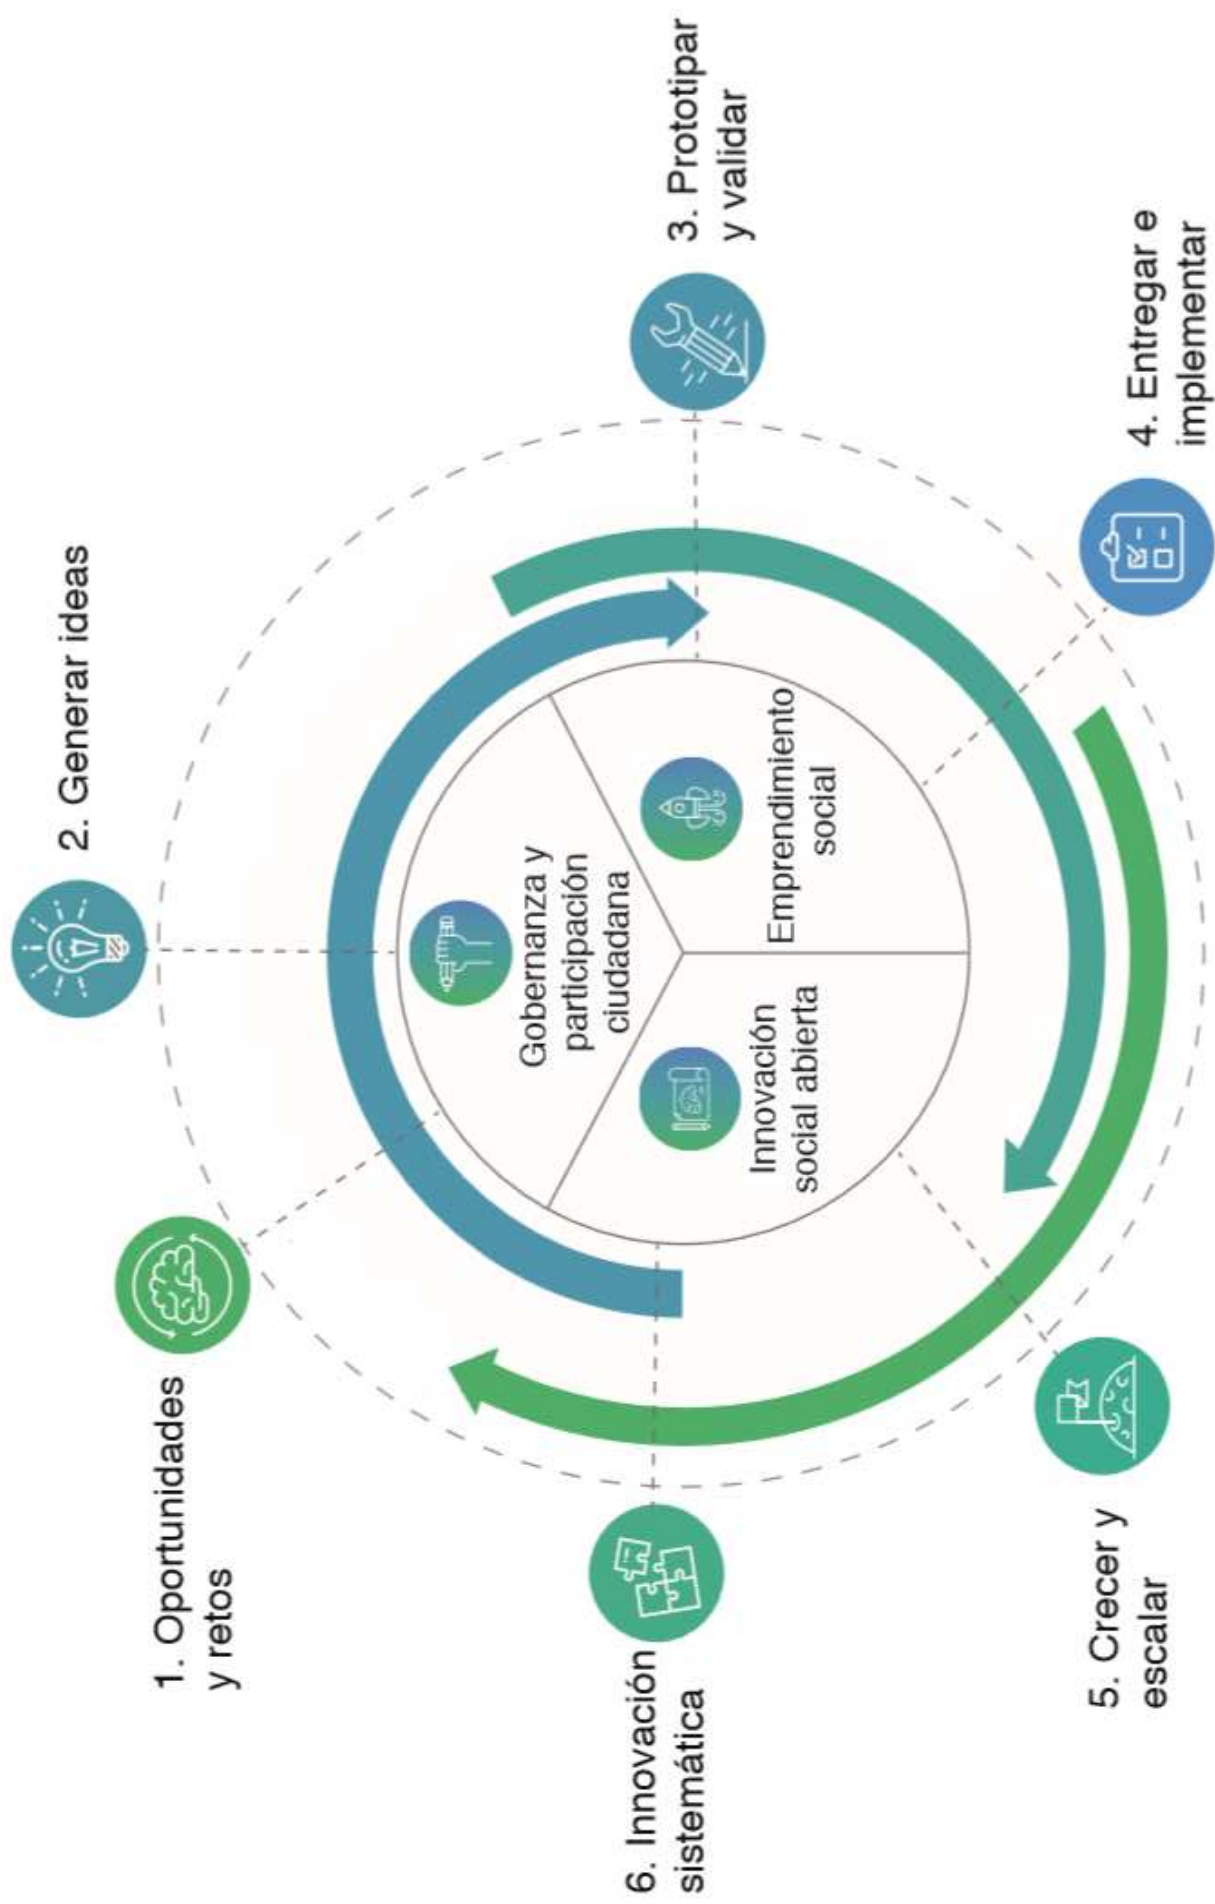 1. Oportunidades
y retos
2. Generar ideas
3. Prototipar
y validar
4. Entregar e
implementar
5. Crecer y
escalar
6. Innovación
sistemática
Gobernanza y
participación
ciudadana
Emprendimiento
social
Innovación
social abierta